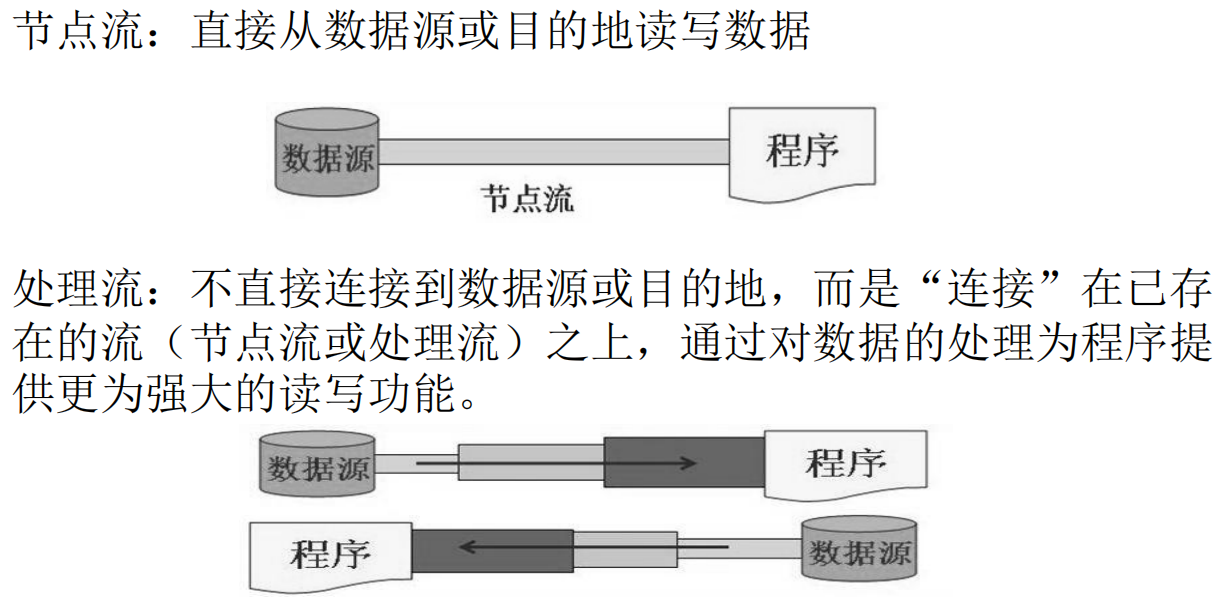 节点流：直接从数据源或目的地读写数据
数据源
程序
节点流
处理流：不直接连接到数据源或目的地，而是“连接”在已存
在的流（节点流或处理流）之上，通过对数据的处理为程序提
供更为强大的读写功能。
数据源
程序
程序
数据源